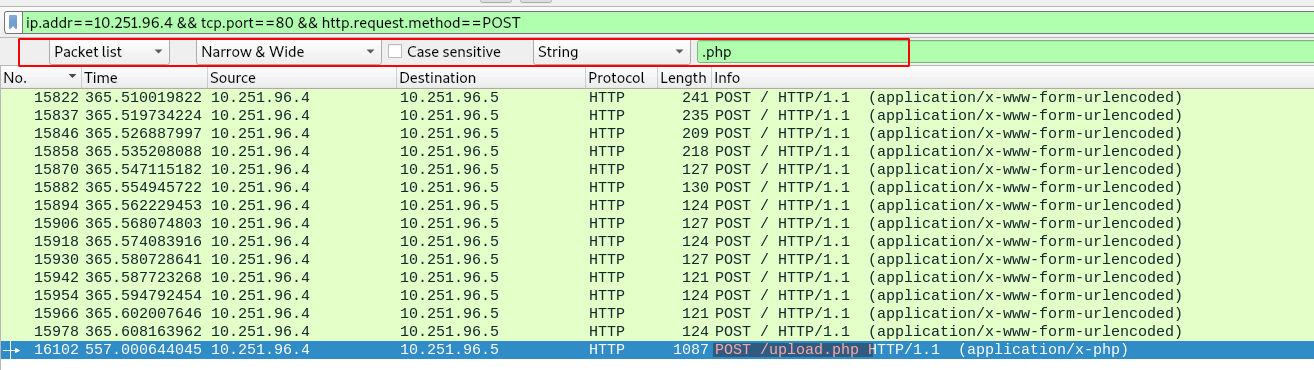 ip.addr==10.251.96.4 && tcp.port==80 && http.request.method==POST
Packet list Narrow & Wide Case sensitive String .php
No. Time Source Destination Protocol Length Info
15822 365.510019822 10.251.96.4 10.251.96.5 HTTP 241 POST / HTTP/1.1 (application/x-www-form-urlencoded)
15837 365.519734224 10.251.96.4 10.251.96.5 HTTP 235 POST / HTTP/1.1 (application/x-www-form-urlencoded)
15846 365.526887997 10.251.96.4 10.251.96.5 HTTP 209 POST / HTTP/1.1 (application/x-www-form-urlencoded)
15858 365.535208088 10.251.96.4 10.251.96.5 HTTP 218 POST / HTTP/1.1 (application/x-www-form-urlencoded)
15870 365.547115182 10.251.96.4 10.251.96.5 HTTP 127 POST / HTTP/1.1 (application/x-www-form-urlencoded)
15882 365.554945722 10.251.96.4 10.251.96.5 HTTP 130 POST / HTTP/1.1 (application/x-www-form-urlencoded)
15894 365.562229453 10.251.96.4 10.251.96.5 HTTP 124 POST / HTTP/1.1 (application/x-www-form-urlencoded)
15906 365.568074803 10.251.96.4 10.251.96.5 HTTP 127 POST / HTTP/1.1 (application/x-www-form-urlencoded)
15918 365.574083916 10.251.96.4 10.251.96.5 HTTP 124 POST / HTTP/1.1 (application/x-www-form-urlencoded)
15930 365.580728641 10.251.96.4 10.251.96.5 HTTP 127 POST / HTTP/1.1 (application/x-www-form-urlencoded)
15942 365.587723268 10.251.96.4 10.251.96.5 HTTP 121 POST / HTTP/1.1 (application/x-www-form-urlencoded)
15954 365.594792454 10.251.96.4 10.251.96.5 HTTP 124 POST / HTTP/1.1 (application/x-www-form-urlencoded)
15966 365.602007646 10.251.96.4 10.251.96.5 HTTP 121 POST / HTTP/1.1 (application/x-www-form-urlencoded)
15978 365.608163962 10.251.96.4 10.251.96.5 HTTP 124 POST / HTTP/1.1 (application/x-www-form-urlencoded)
16102 557.000644045 10.251.96.4 10.251.96.5 HTTP 1087 POST /upload.php HTTP/1.1 (application/x-php)